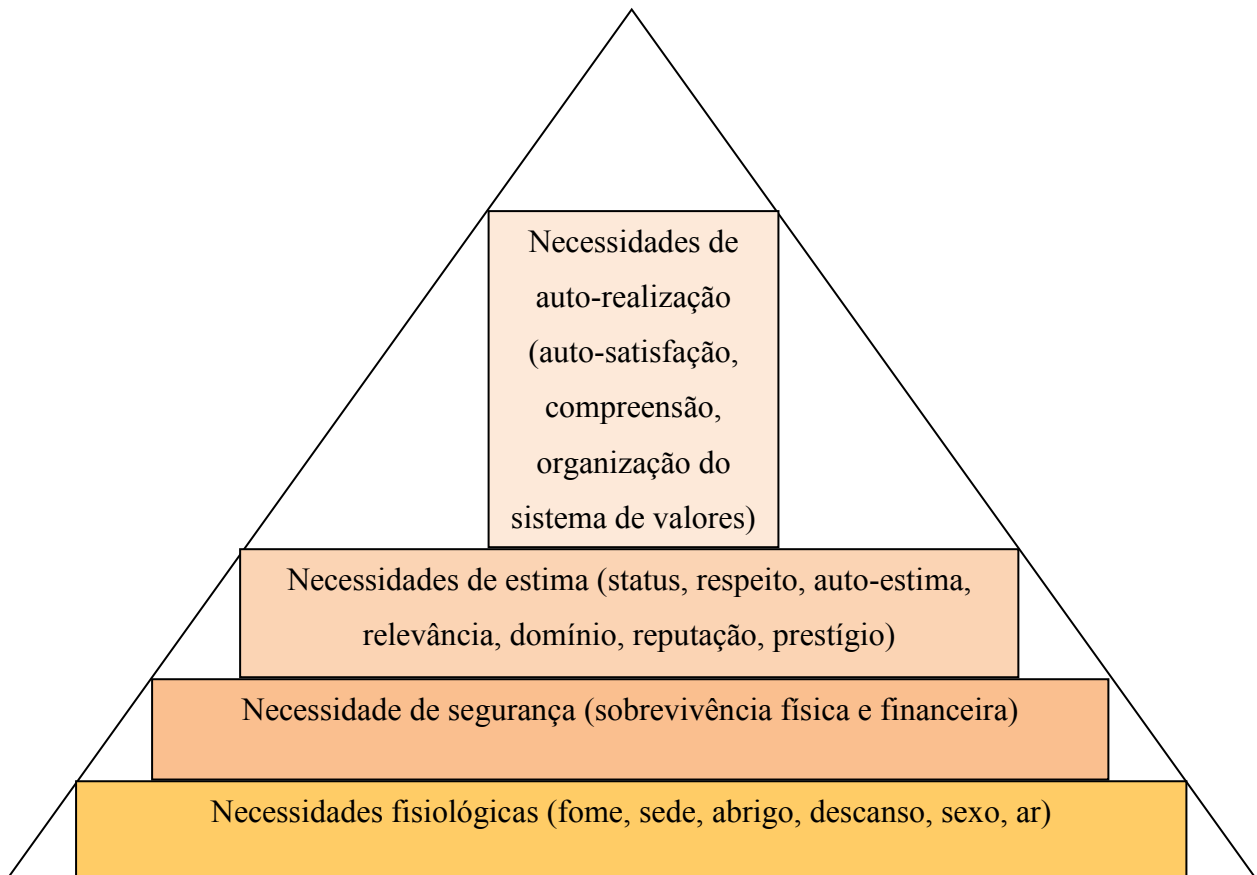 Necessidades de
auto-realização
(auto-satisfação,
compreensão,
organização do
sistema de valores)
Necessidades de estima (status, respeito, auto-estima,
relevância, domínio, reputação, prestígio)
Necessidade de segurança (sobrevivência física e financeira)
Necessidades fisiológicas (fome, sede, abrigo, descanso, sexo, ar)